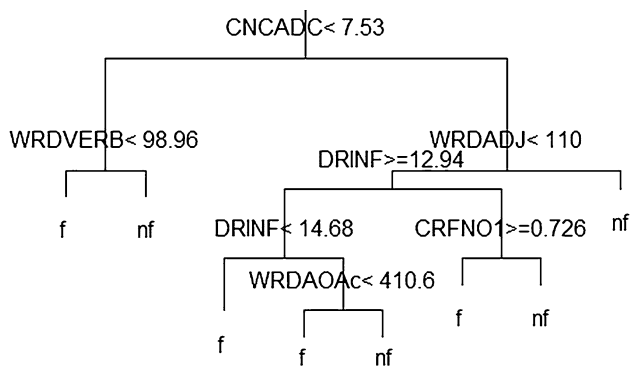 CNCADC< 7.53
WRDVERB< 98.96
WRDADJ< 110
DRINF>=12.94
f
nf
nf
DRINF< 14.68
CRFNO1>=0.726
WRDAOAc< 410.6
f
f
nf
f
nf